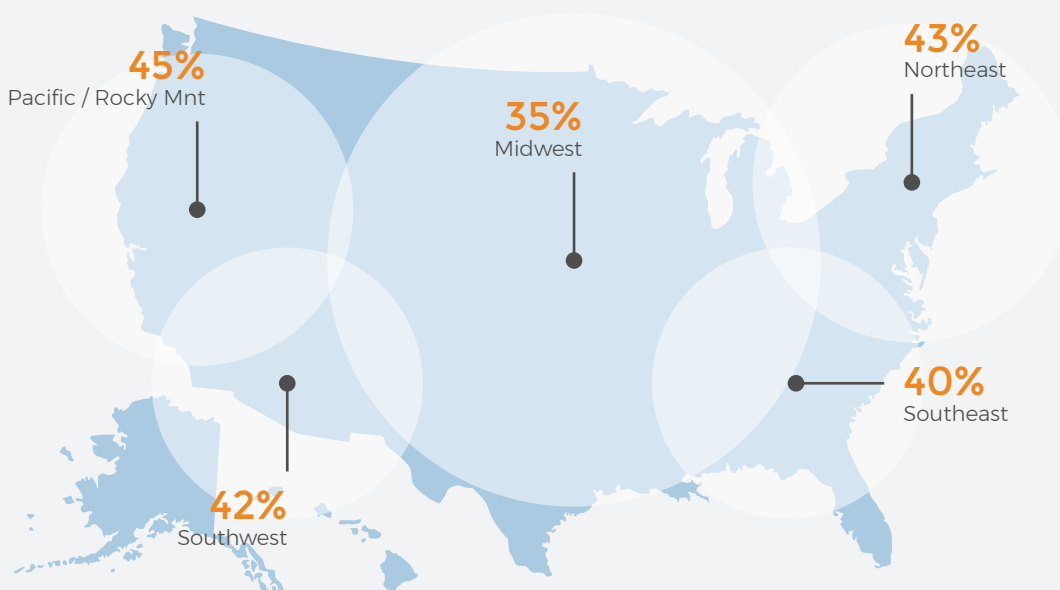 45%
Pacific / Rocky Mnt
35%
Midwest
43%
Northeast
40%
Southeast
42%
Southwest